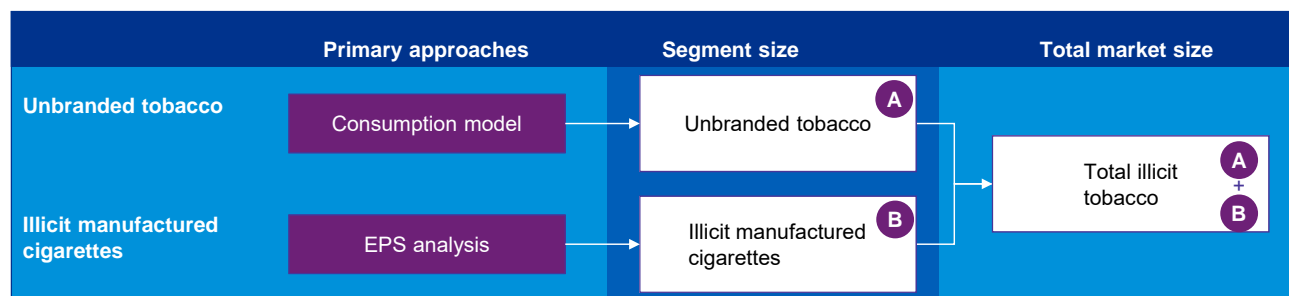 Primary approaches
Segment size
Total market size
Unbranded tobacco
Consumption model
Unbranded tobacco
A
Illicit manufactured
cigarettes
EPS analysis
Illicit manufactured
cigarettes
B
Total illicit
tobacco
A
+
B